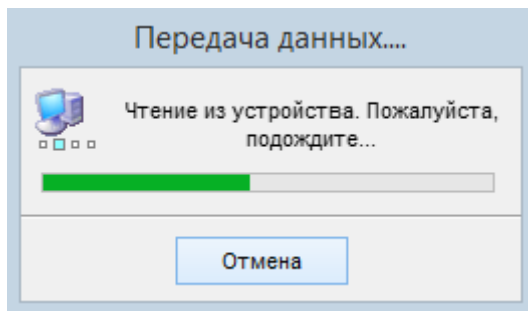 Передача данных....
Чтение из устройства. Пожалуйста,
подождите...
Отмена